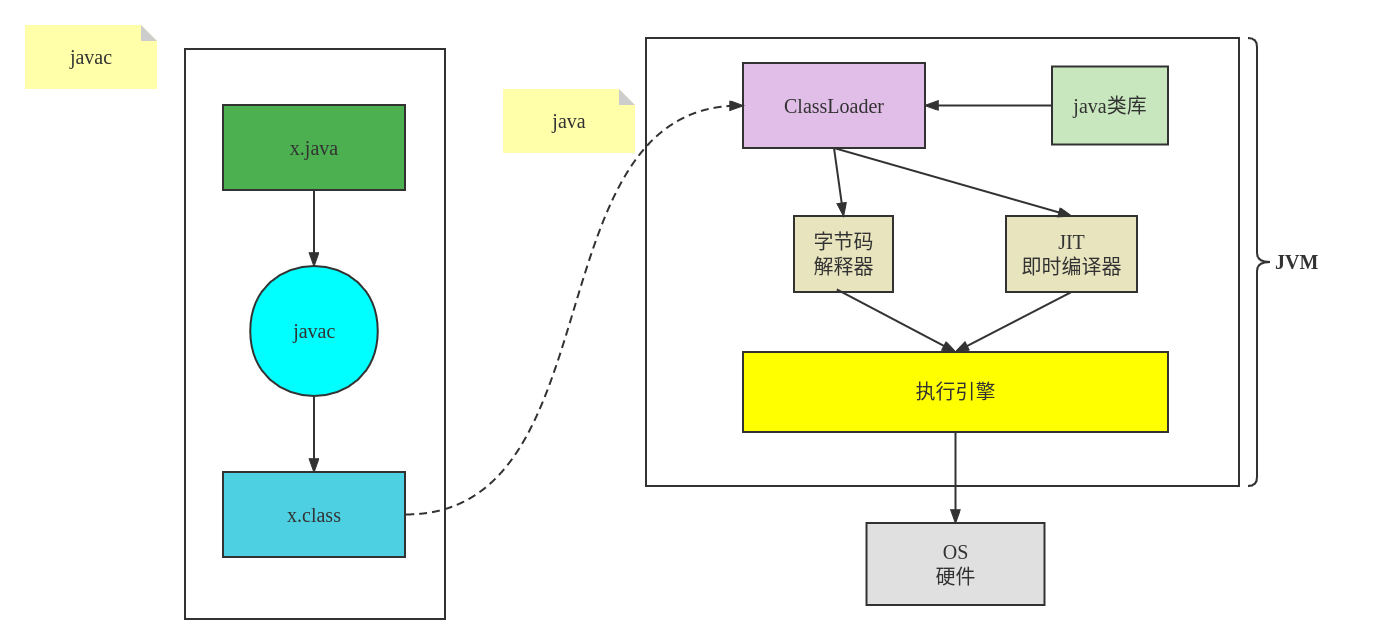 javac
x.java
javac
x.class
java
ClassLoader
java类库
字节码
解释器
JIT
即时编译器
执行引擎
JVM
OS
硬件